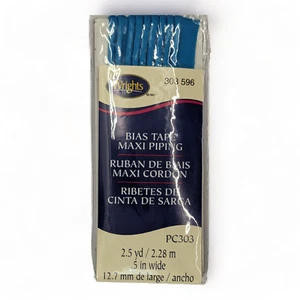 Wrights
303 596
BIAS TAPE
MAXI PIPING
RUBAN DE BIAIS
MAXI CORDON
RIBETES DE
CINTA DE SARGA
PC303
2.5 yd / 2.28 m
.5 in wide
12.7 mm de large / ancho